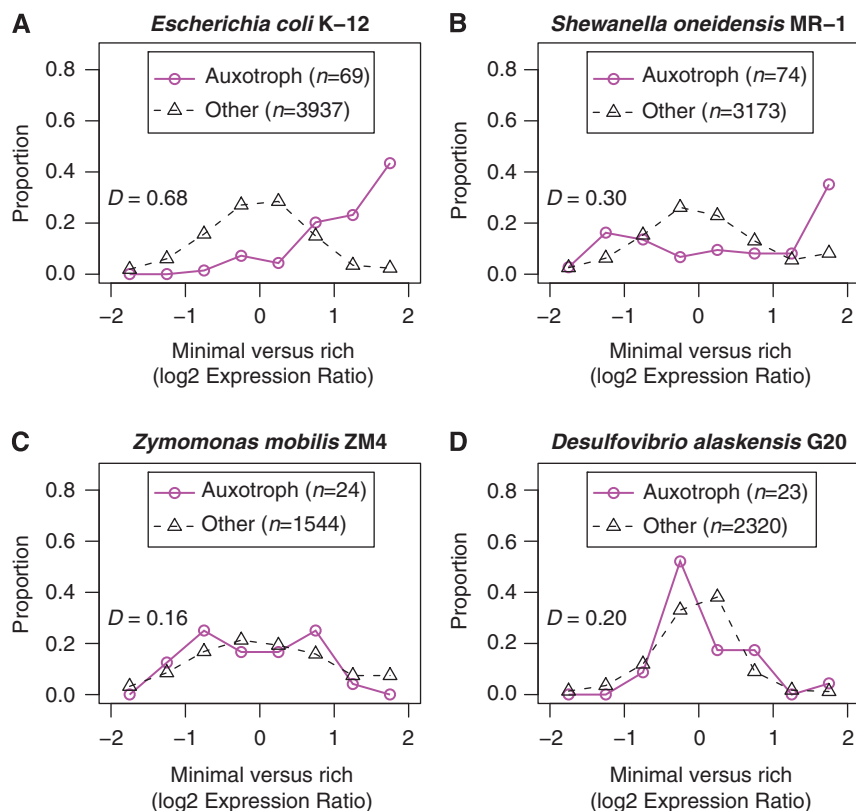 A
Escherichia coli K–12
Auxotroph (n=69)
Other (n=3937)
D = 0.68
Proportion
0.8
0.6
0.4
0.2
0.0
−2
−1
0
1
2
Minimal versus rich
(log2 Expression Ratio)
B
Shewanella oneidensis MR–1
Auxotroph (n=74)
Other (n=3173)
D = 0.30
Proportion
0.8
0.6
0.4
0.2
0.0
−2
−1
0
1
2
Minimal versus rich
(log2 Expression Ratio)
C
Zymomonas mobilis ZM4
Auxotroph (n=24)
Other (n=1544)
D = 0.16
Proportion
0.8
0.6
0.4
0.2
0.0
−2
−1
0
1
2
Minimal versus rich
(log2 Expression Ratio)
D
Desulfovibrio alaskensis G20
Auxotroph (n=23)
Other (n=2320)
D = 0.20
Proportion
0.8
0.6
0.4
0.2
0.0
−2
−1
0
1
2
Minimal versus rich
(log2 Expression Ratio)